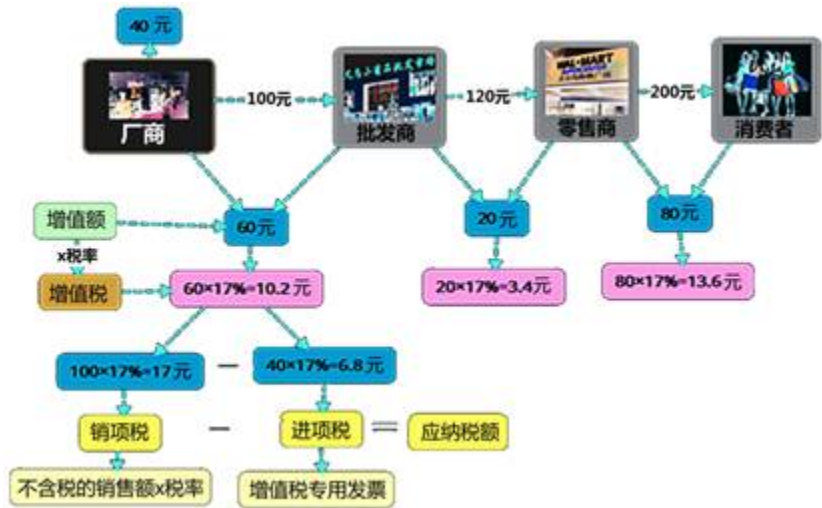 40 元
厂商
100元
批发商
120元
WAL-MART
零售商
200元
消费者
增值额
60元
20元
80元
x税率
增值税
60×17%=10.2元
20×17%=3.4元
80×17%=13.6元
100×17%=17元
—
40×17%=6.8元
销项税
—
进项税
=
应纳税额
不含税的销售额x税率
增值税专用发票